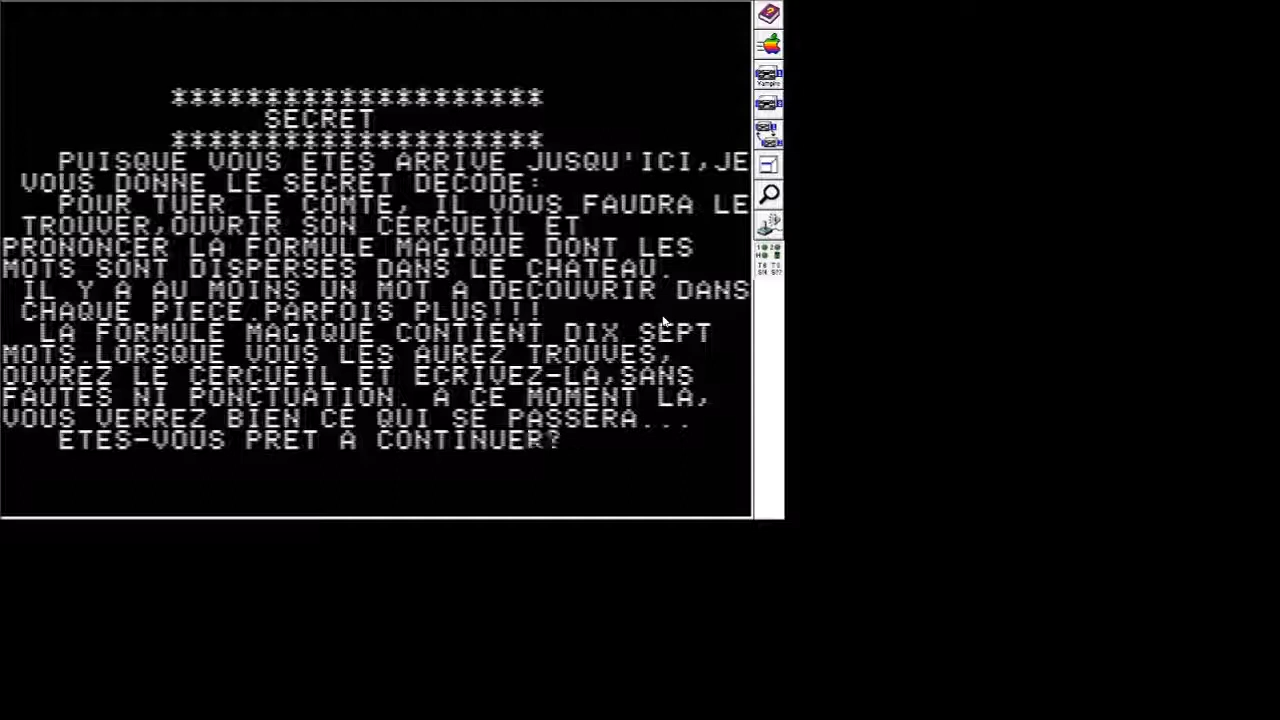 ********************
SECRET
********************
PUISQUE VOUS ETES ARRIVE JUSQU'ICI,JE
VOUS DONNE LE SECRET DECODE:
POUR TUER LE COMTE, IL VOUS FAUDRA LE
TROUVER,OUVRIR SON CERCUEIL ET
PRONONCER LA FORMULE MAGIQUE DONT LES
MOTS SONT DISPERSES DANS LE CHATEAU.
IL Y A AU MOINS UN MOT A DECOUVRIR DANS
CHAQUE PIECE.PARFOIS PLUS!!!
LA FORMULE MAGIQUE CONTIENT DIX SEPT
MOTS.LORSQUE VOUS LES AUREZ TROUVES,
OUVREZ LE CERCUEIL ET ECRIVEZ-LA,SANS
FAUTES NI PONCTUATION. A CE MOMENT LA,
VOUS VERREZ BIEN CE QUI SE PASSERA...
ETES-VOUS PRET A CONTINUER?
Vampire